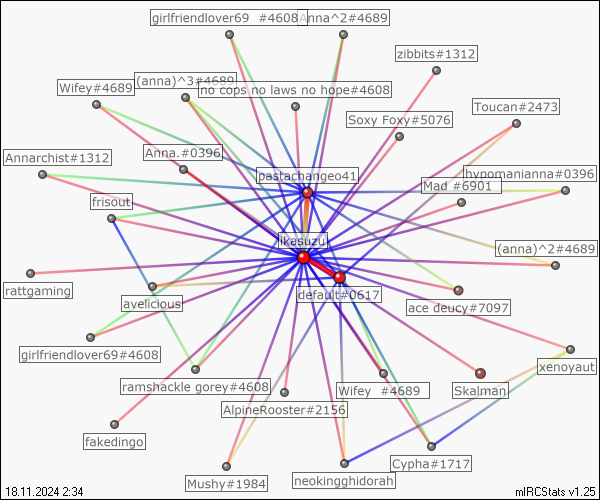 girlfriendlover69 #4608
Anna^2#4689
zibbits#1312
Wifey#4689
(anna)^3#4689
no cops no laws no hope#4608
Toucan#2473
Soxy Foxy#5076
Annarchist#1312
Anna.#0396
pastachangeo41
hypomanianna#0396
Mad #6901
frisout
likesuzu
(anna)^2#4689
rattgaming
avelicious
default#0617
ace deucy#7097
girlfriendlover69#4608
xenoyaut
ramshackle gorey#4608
Wifey #4689
Skalman
AlpineRooster#2156
fakedingo
Cypha#1717
Mushy#1984
neokingghidorah
18.11.2024 2:34
mIRCStats v1.25